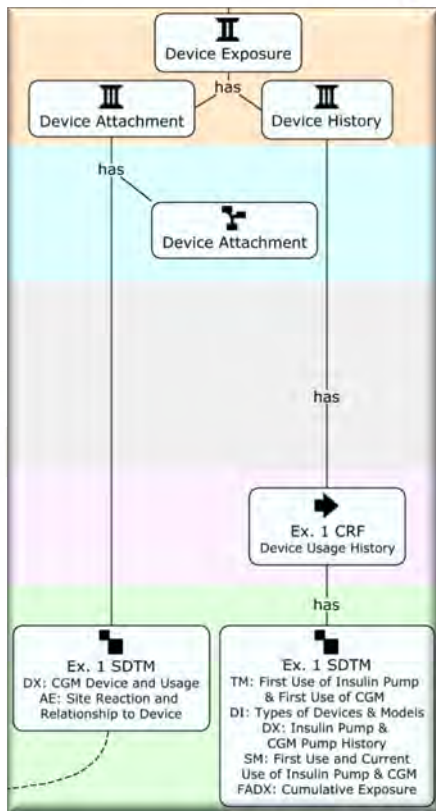 Device Exposure
has
Device Attachment
Device History
has
Device Attachment
has
Ex. 1 CRF
Device Usage History
has
Ex. 1 SDTM
DX: CGM Device and Usage
AE: Site Reaction and
Relationship to Device
Ex. 1 SDTM
TM: First Use of Insulin Pump
& First Use of CGM
DI: Types of Devices & Models
DX: Insulin Pump &
CGM Pump History
SM: First Use and Current
Use of Insulin Pump & CGM
FADX: Cumulative Exposure